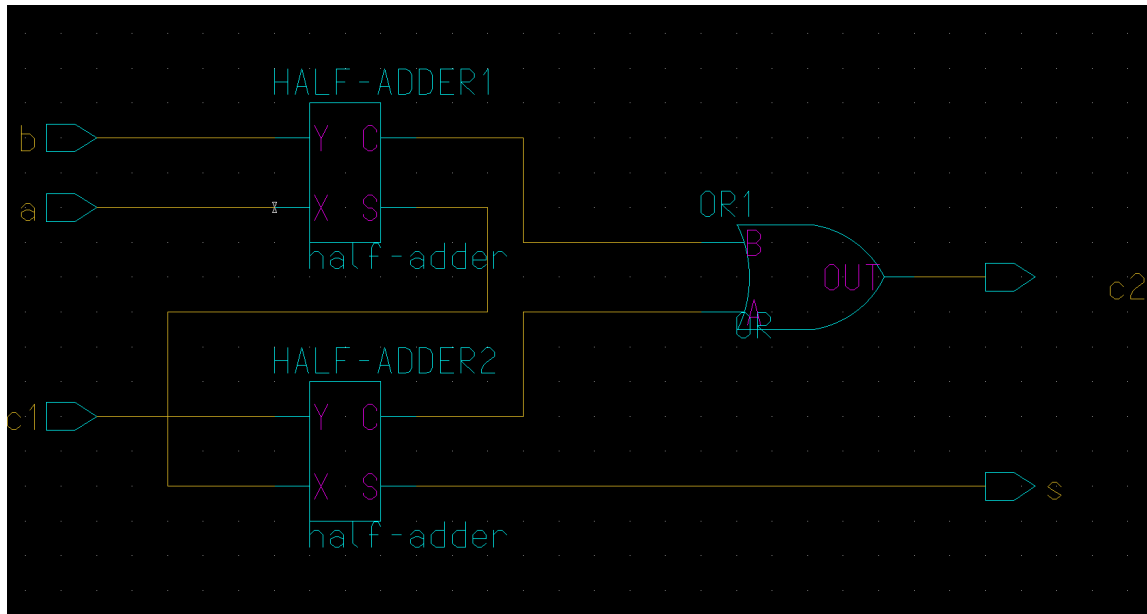 HALF-ADDER1
b
Y C
a
X S
half-adder
OR1
B
OUT
c2
A
OR
HALF-ADDER2
c1
Y C
X S
s
half-adder